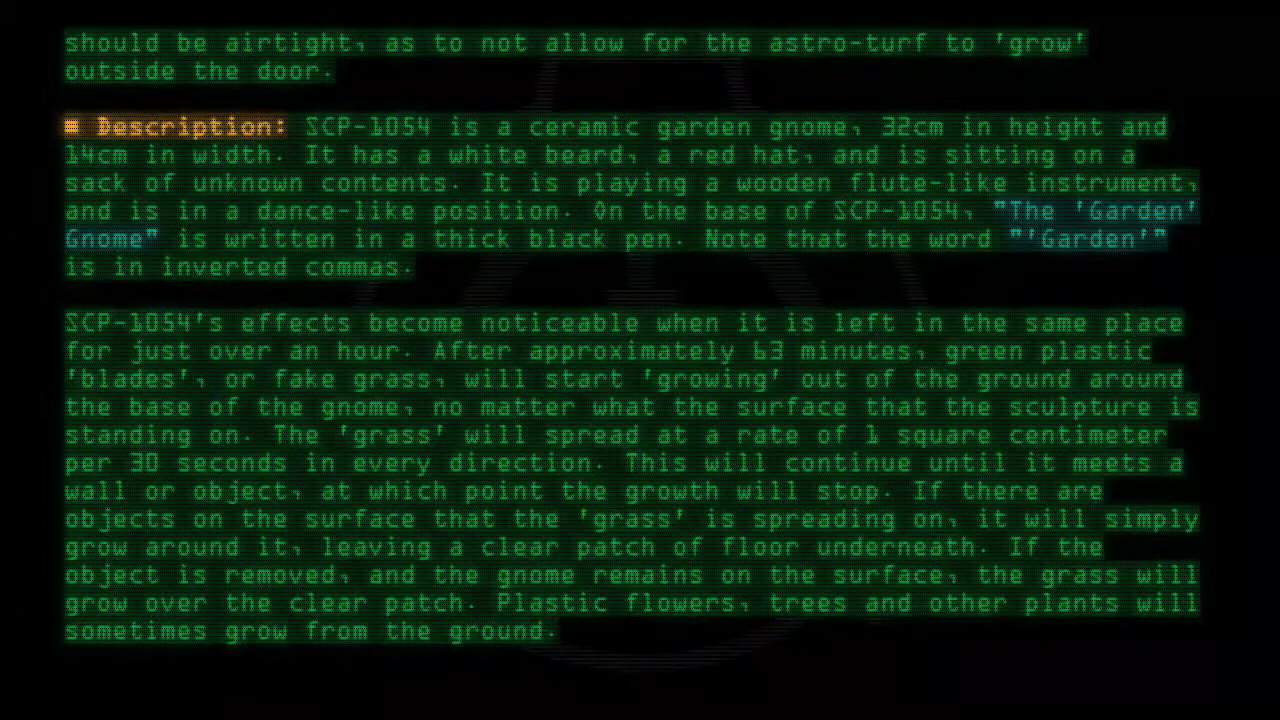 should be airtight, as to not allow for the astro-turf to 'grow'
outside the door.
■ Description: SCP-1054 is a ceramic garden gnome, 32cm in height and
14cm in width. It has a white beard, a red hat, and is sitting on a
sack of unknown contents. It is playing a wooden flute-like instrument,
and is in a dance-like position. On the base of SCP-1054, "The 'Garden'
Gnome" is written in a thick black pen. Note that the word "'Garden'"
is in inverted commas.
SCP-1054's effects become noticeable when it is left in the same place
for just over an hour. After approximately 63 minutes, green plastic
'blades', or fake grass, will start 'growing' out of the ground around
the base of the gnome, no matter what the surface that the sculpture is
standing on. The 'grass' will spread at a rate of 1 square centimeter
per 30 seconds in every direction. This will continue until it meets a
wall or object, at which point the growth will stop. If there are
objects on the surface that the 'grass' is spreading on, it will simply
grow around it, leaving a clear patch of floor underneath. If the
object is removed, and the gnome remains on the surface, the grass will
grow over the clear patch. Plastic flowers, trees and other plants will
sometimes grow from the ground.